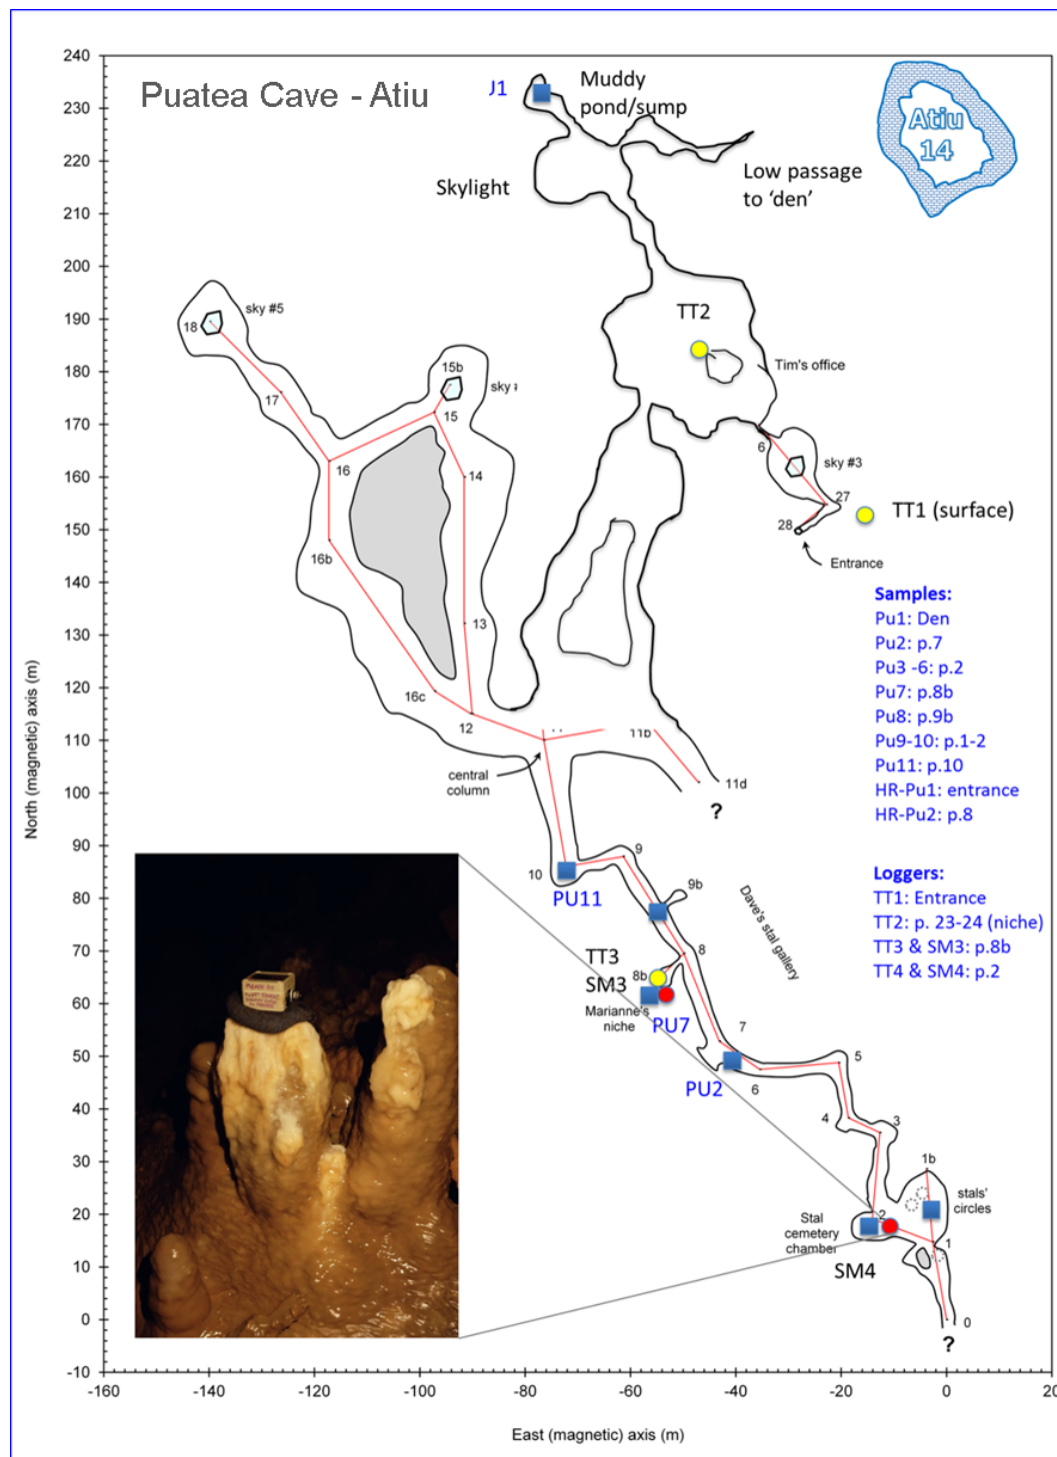 Puatea Cave - Atiu
J1
Muddy
pond/sump
Atiu
14
Skylight
Low passage
to ‘den’
sky #5
18
TT2
15b
sky
Tim's office
17
15
6
sky #3
16
14
27
TT1 (surface)
28
16b
Entrance
Samples:
Pu1: Den
Pu2: p.7
Pu3 -6: p.2
Pu7: p.8b
Pu8: p.9b
Pu9-10: p.1-2
Pu11: p.10
HR-Pu1: entrance
HR-Pu2: p.8
13
16c
12
11b
central
column
11d
?
9
10
PU11
9b
Dave's stal gallery
Loggers:
TT1: Entrance
TT2: p. 23-24 (niche)
TT3 & SM3: p.8b
TT4 & SM4: p.2
TT3
8
8b
SM3
Marianne's
niche
PU7
7
PU2
6
5
4
3
1b
stals'
circles
2
Stal
cemetery
chamber
1
SM4
0
?
240
230
220
210
200
190
180
170
160
150
140
130
120
110
100
90
80
70
60
50
40
30
20
10
0
-10
North (magnetic) axis (m)
-160 -140 -120 -100 -80 -60 -40 -20 0 20
East (magnetic) axis (m)